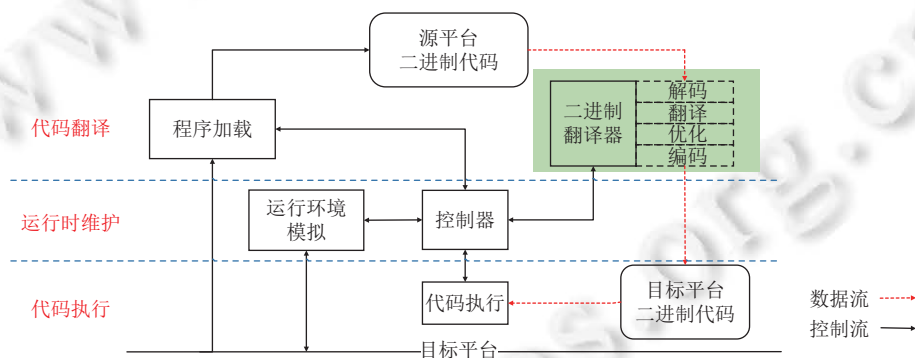 源平台
二进制代码
代码翻译
程序加载
二进制
翻译器
解码
翻译
优化
编码
运行时维护
运行环境
模拟
控制器
代码执行
代码执行
目标平台
二进制代码
数据流
控制流
目标平台